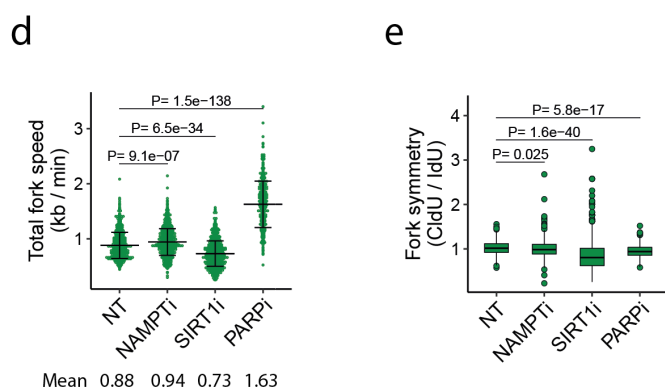 d
Total fork speed
(kb / min)
3
2
1
P= 1.5e−138
P= 6.5e−34
P= 9.1e−07
NT
NAMPTi
SIRT1i
PARPi
Mean 0.88 0.94 0.73 1.63
e
Fork symmetry
(CldU / IdU)
4
3
2
1
P= 5.8e−17
P= 1.6e−40
P= 0.025
NT
NAMPTi
SIRT1i
PARPi